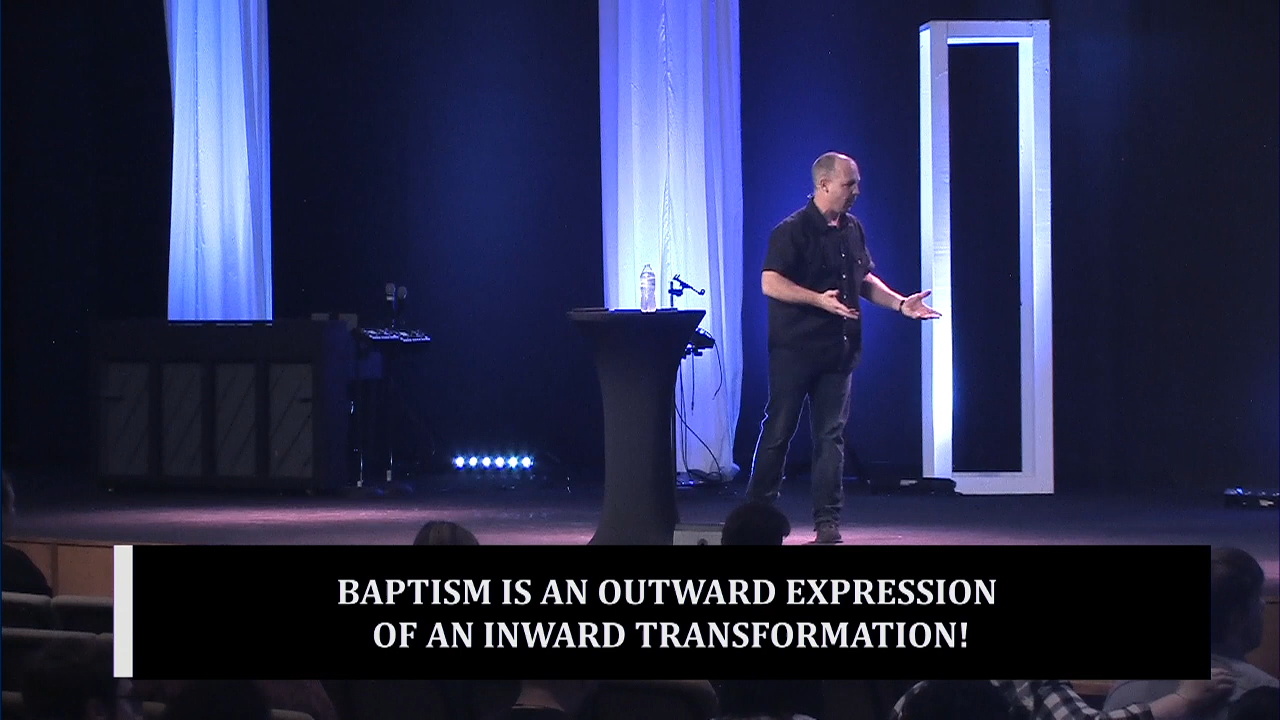 BAPTISM IS AN OUTWARD EXPRESSION
OF AN INWARD TRANSFORMATION!